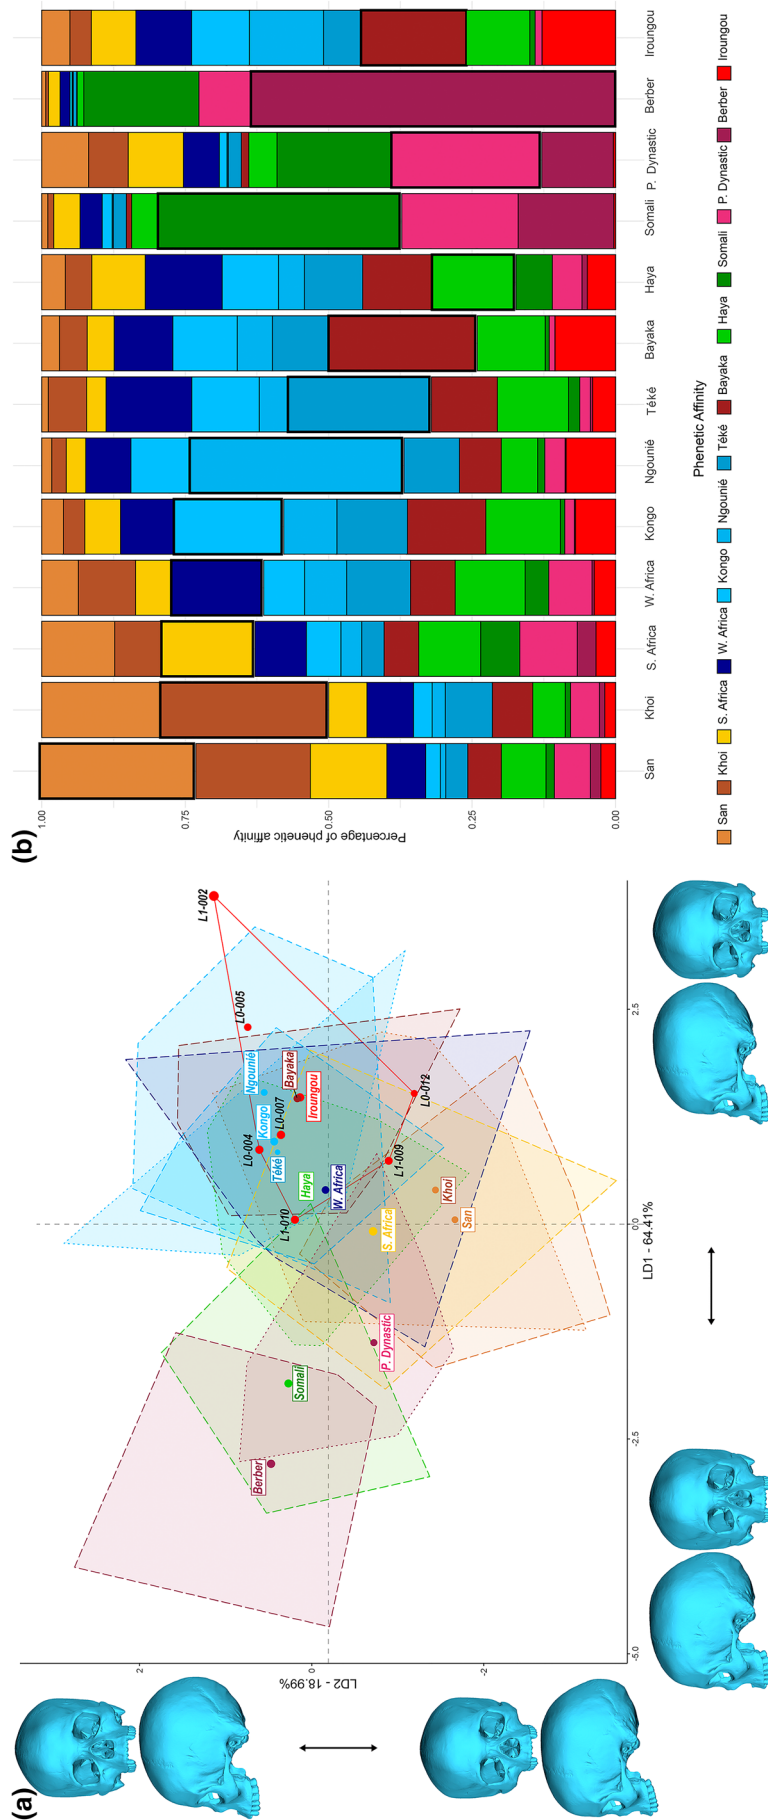 (a)
2
0
-2
LD2 - 18.99%
-5.0
-2.5
0.0
2.5
LD1 - 64.41%
Berber
Somali
P. Dynastic
S. Africa
San
Khoi
Haya
W. Africa
Téké
Kongo
Ngounié
Bayaka
Iroungou
L1-010
L0-004
L0-007
L0-005
L1-002
L1-009
L0-012
(b)
1.00
0.75
0.50
0.25
0.00
Percentage of phenetic affinity
San
Khoi
S. Africa
W. Africa
Kongo
Ngounié
Téké
Bayaka
Haya
Somali
P. Dynastic
Berber
Iroungou
Phenetic Affinity
San
Khoi
S. Africa
W. Africa
Kongo
Ngounié
Téké
Bayaka
Haya
Somali
P. Dynastic
Berber
Iroungou